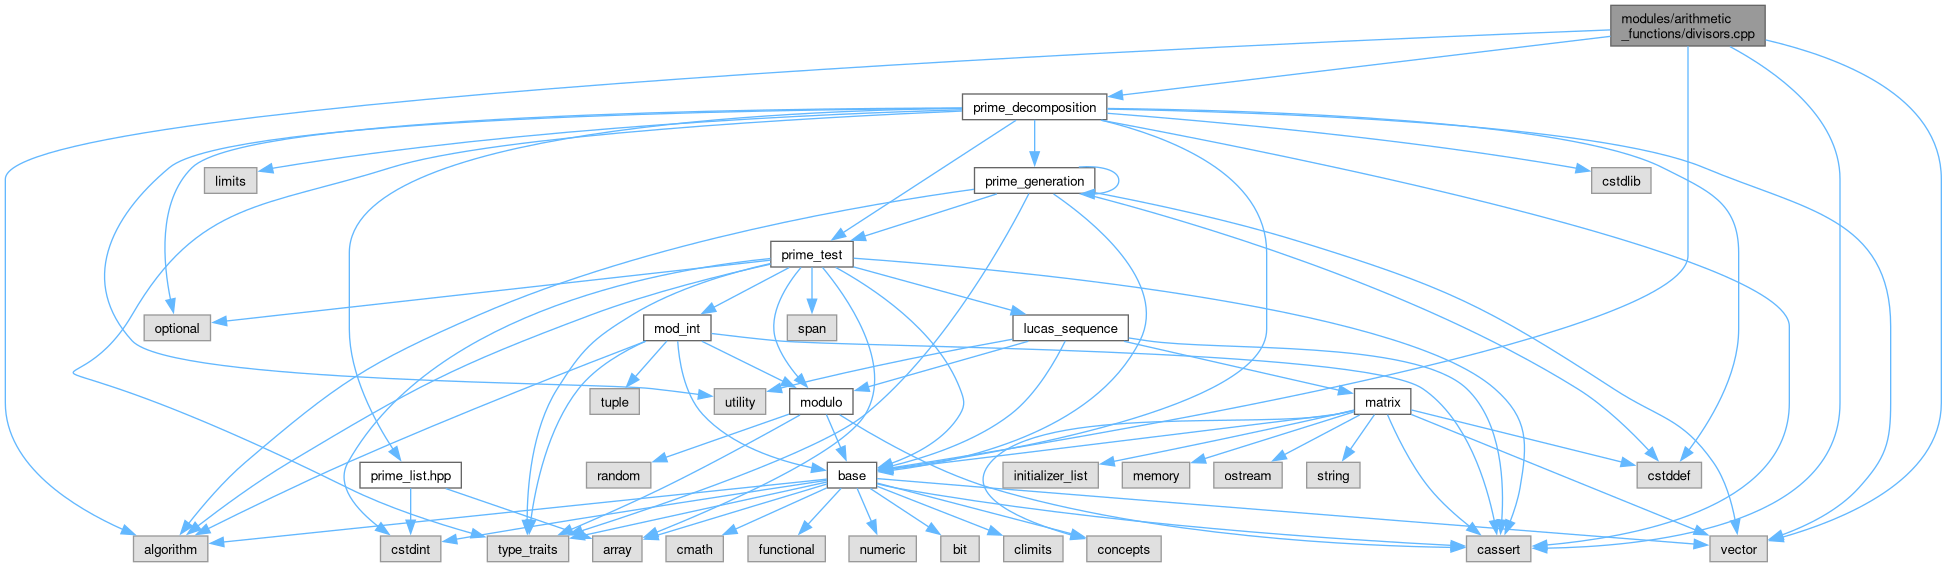 modules/arithmetic
_functions/divisors.cpp
prime_decomposition
limits
prime_generation
cstdlib
prime_test
optional
mod_int
span
lucas_sequence
tuple
utility
modulo
matrix
prime_list.hpp
random
base
initializer_list
memory
ostream
string
cstddef
algorithm
cstdint
type_traits
array
cmath
functional
numeric
bit
climits
concepts
cassert
vector